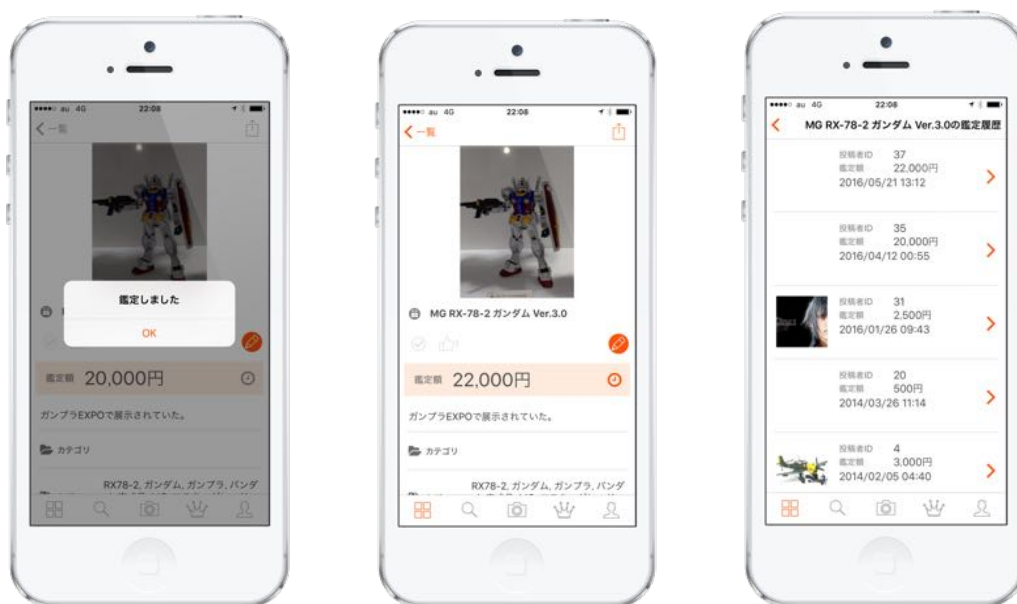 au 4G 22:08
一覧
鑑定しました
OK
鑑定額 20,000円
ガンプラEXPOで展示されていた。
カテゴリ
RX78-2, ガンダム, ガンプラ, バンダ
au 4G 22:08
一覧
MG RX-78-2 ガンダム Ver.3.0
鑑定額 22,000円
ガンプラEXPOで展示されていた。
カテゴリ
RX78-2, ガンダム, ガンプラ, バンダ
au 4G 22:08
MG RX-78-2 ガンダム Ver.3.0の鑑定履歴
投稿者ID 37
鑑定額 22,000円
2016/05/21 13:12
投稿者ID 35
鑑定額 20,000円
2016/04/12 00:55
投稿者ID 31
鑑定額 2,500円
2016/01/26 09:43
投稿者ID 20
鑑定額 500円
2014/03/26 11:14
投稿者ID 4
鑑定額 3,000円
2014/02/05 04:40